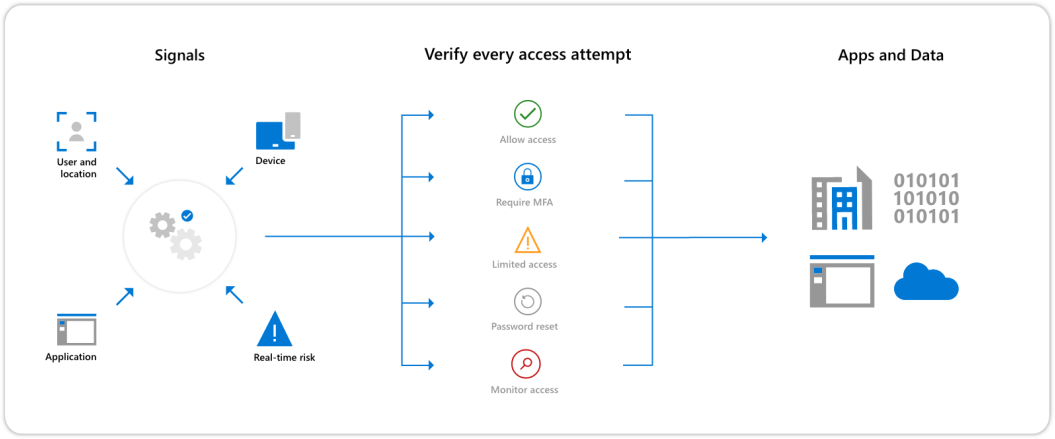 Signals
Verify every access attempt
Apps and Data
User and
location
Device
Application
Real-time risk
Allow access
Require MFA
Limited access
Password reset
Monitor access
010101
101010
010101